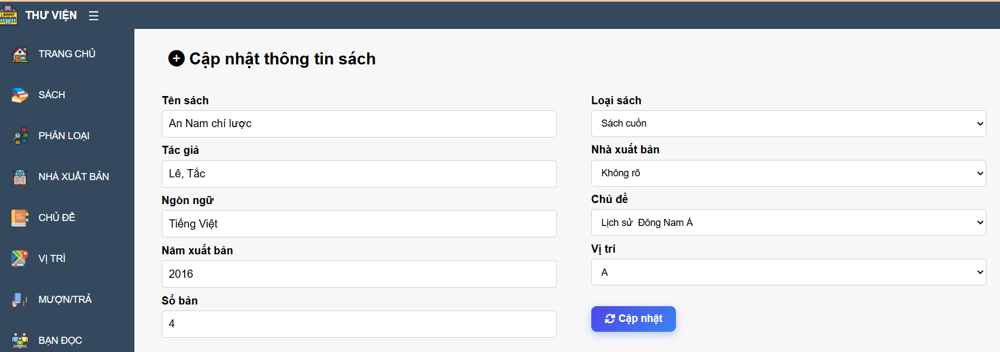 LIBRARY
THƯ VIỆN
TRANG CHỦ
SÁCH
PHÂN LOẠI
NHÀ XUẤT BẢN
CHỦ ĐỀ
VỊ TRÍ
MƯỢN/TRẢ
BẠN ĐỌC
Cập nhật thông tin sách
Tên sách
An Nam chí lược
Tác giả
Lê, Tắc
Ngôn ngữ
Tiếng Việt
Năm xuất bản
2016
Số bản
4
Loại sách
Sách cuốn
Nhà xuất bản
Không rõ
Chủ đề
Lịch sử  Đông Nam Á
Vị trí
A
Cập nhật